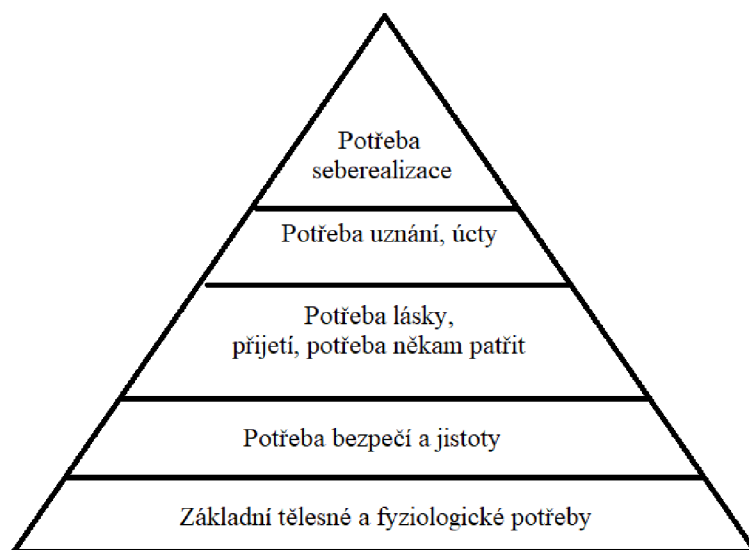 Potřeba
seberealizace
Potřeba uznání, úcty
Potřeba lásky,
přijetí, potřeba někam patřit
Potřeba bezpečí a jistoty
Základní tělesné a fyziologické potřeby